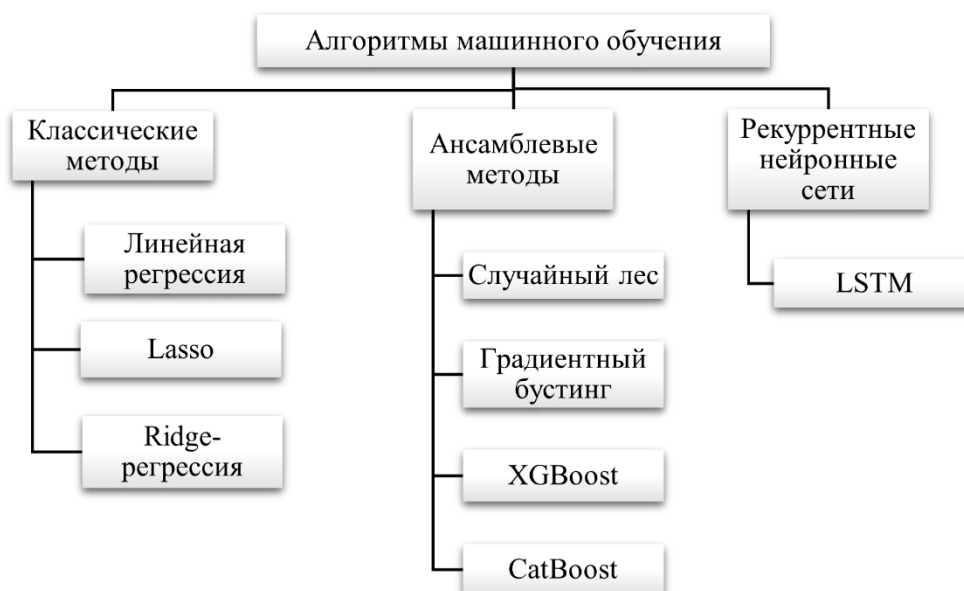 Алгоритмы машинного обучения
Классические
методы
Линейная
регрессия
Lasso
Ridge-
регрессия
Ансамблевые
методы
Случайный лес
Градиентный
бустинг
XGBoost
CatBoost
Рекуррентные
нейронные
сети
LSTM